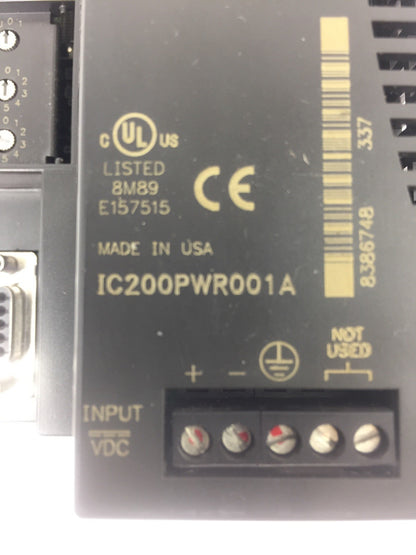 C UL US
LISTED
8M89
E157515
CE
MADE IN USA
IC200PWR001A
8386748 337
NOT
USED
+ -
INPUT
VDC